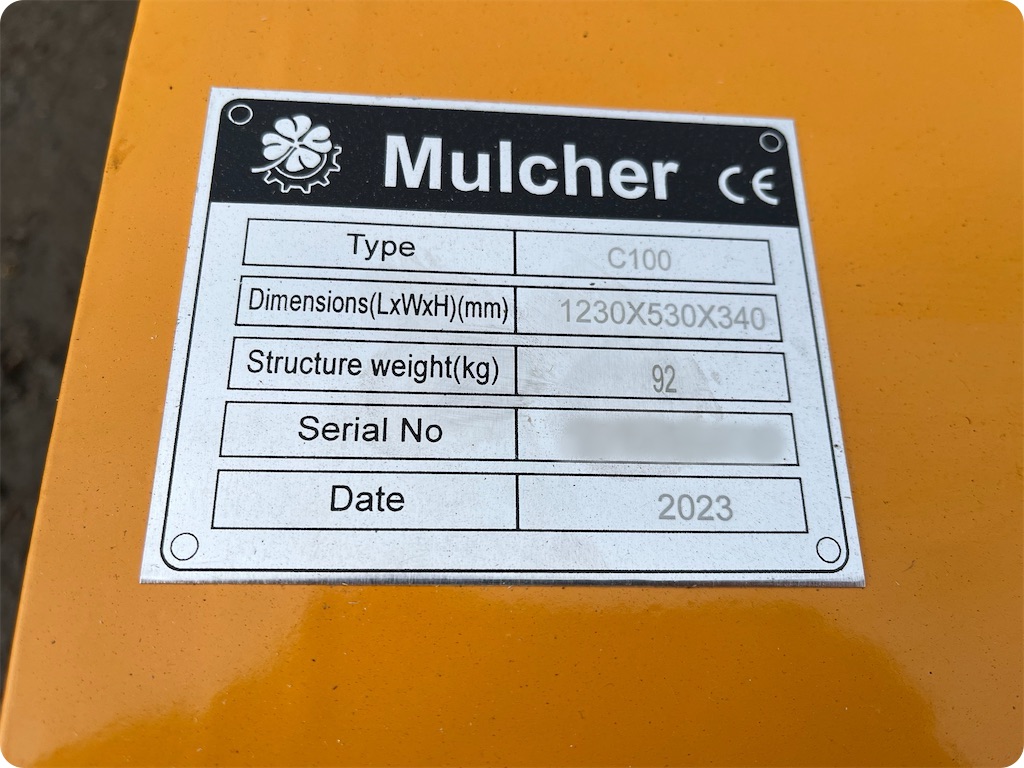 Mulcher CE
Type C100
Dimensions(LxWxH)(mm) 1230X530X340
Structure weight(kg) 92
Serial No
Date 2023